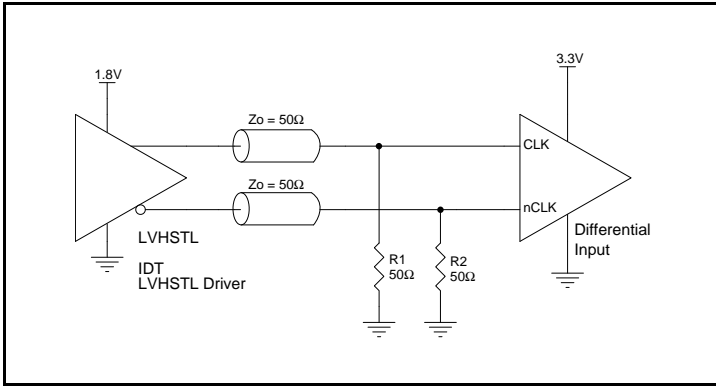 1.8V
3.3V
Zo = 50Ω
CLK
Zo = 50Ω
nCLK
LVHSTL
IDT
LVHSTL Driver
R1
50Ω
R2
50Ω
Differential
Input